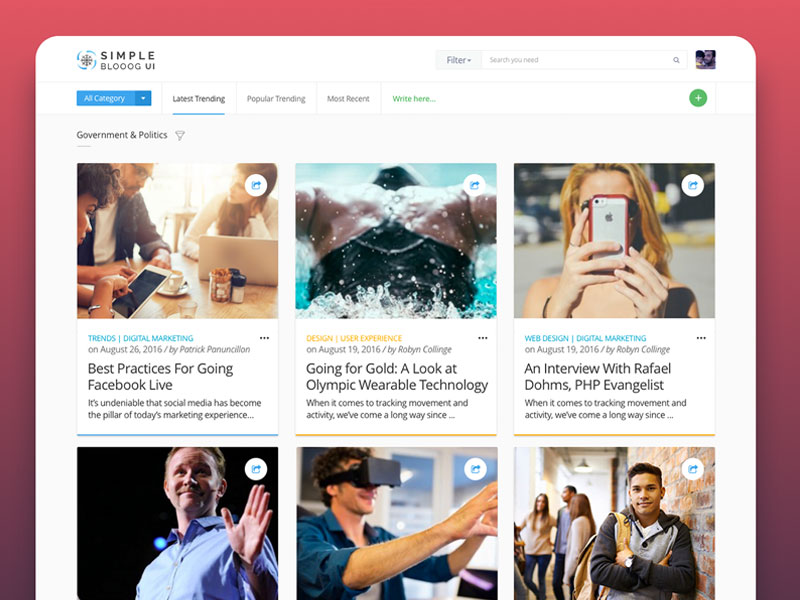 SIMPLE
BLOOOG UI
Filter
Search you need
All Category
Latest Trending
Popular Trending
Most Recent
Write here...
+
Government & Politics
TRENDS | DIGITAL MARKETING
on August 26, 2016 / by Patrick Panuncillon
Best Practices For Going
Facebook Live
It's undeniable that social media has become
the pillar of today's marketing experience...
DESIGN | USER EXPERIENCE
on August 19, 2016 / by Robyn Collinge
Going for Gold: A Look at
Olympic Wearable Technology
When it comes to tracking movement and
activity, we've come a long way since ...
WEB DESIGN | DIGITAL MARKETING
on August 19, 2016 / by Robyn Collinge
An Interview With Rafael
Dohms, PHP Evangelist
When it comes to tracking movement and
activity, we've come a long way since ...